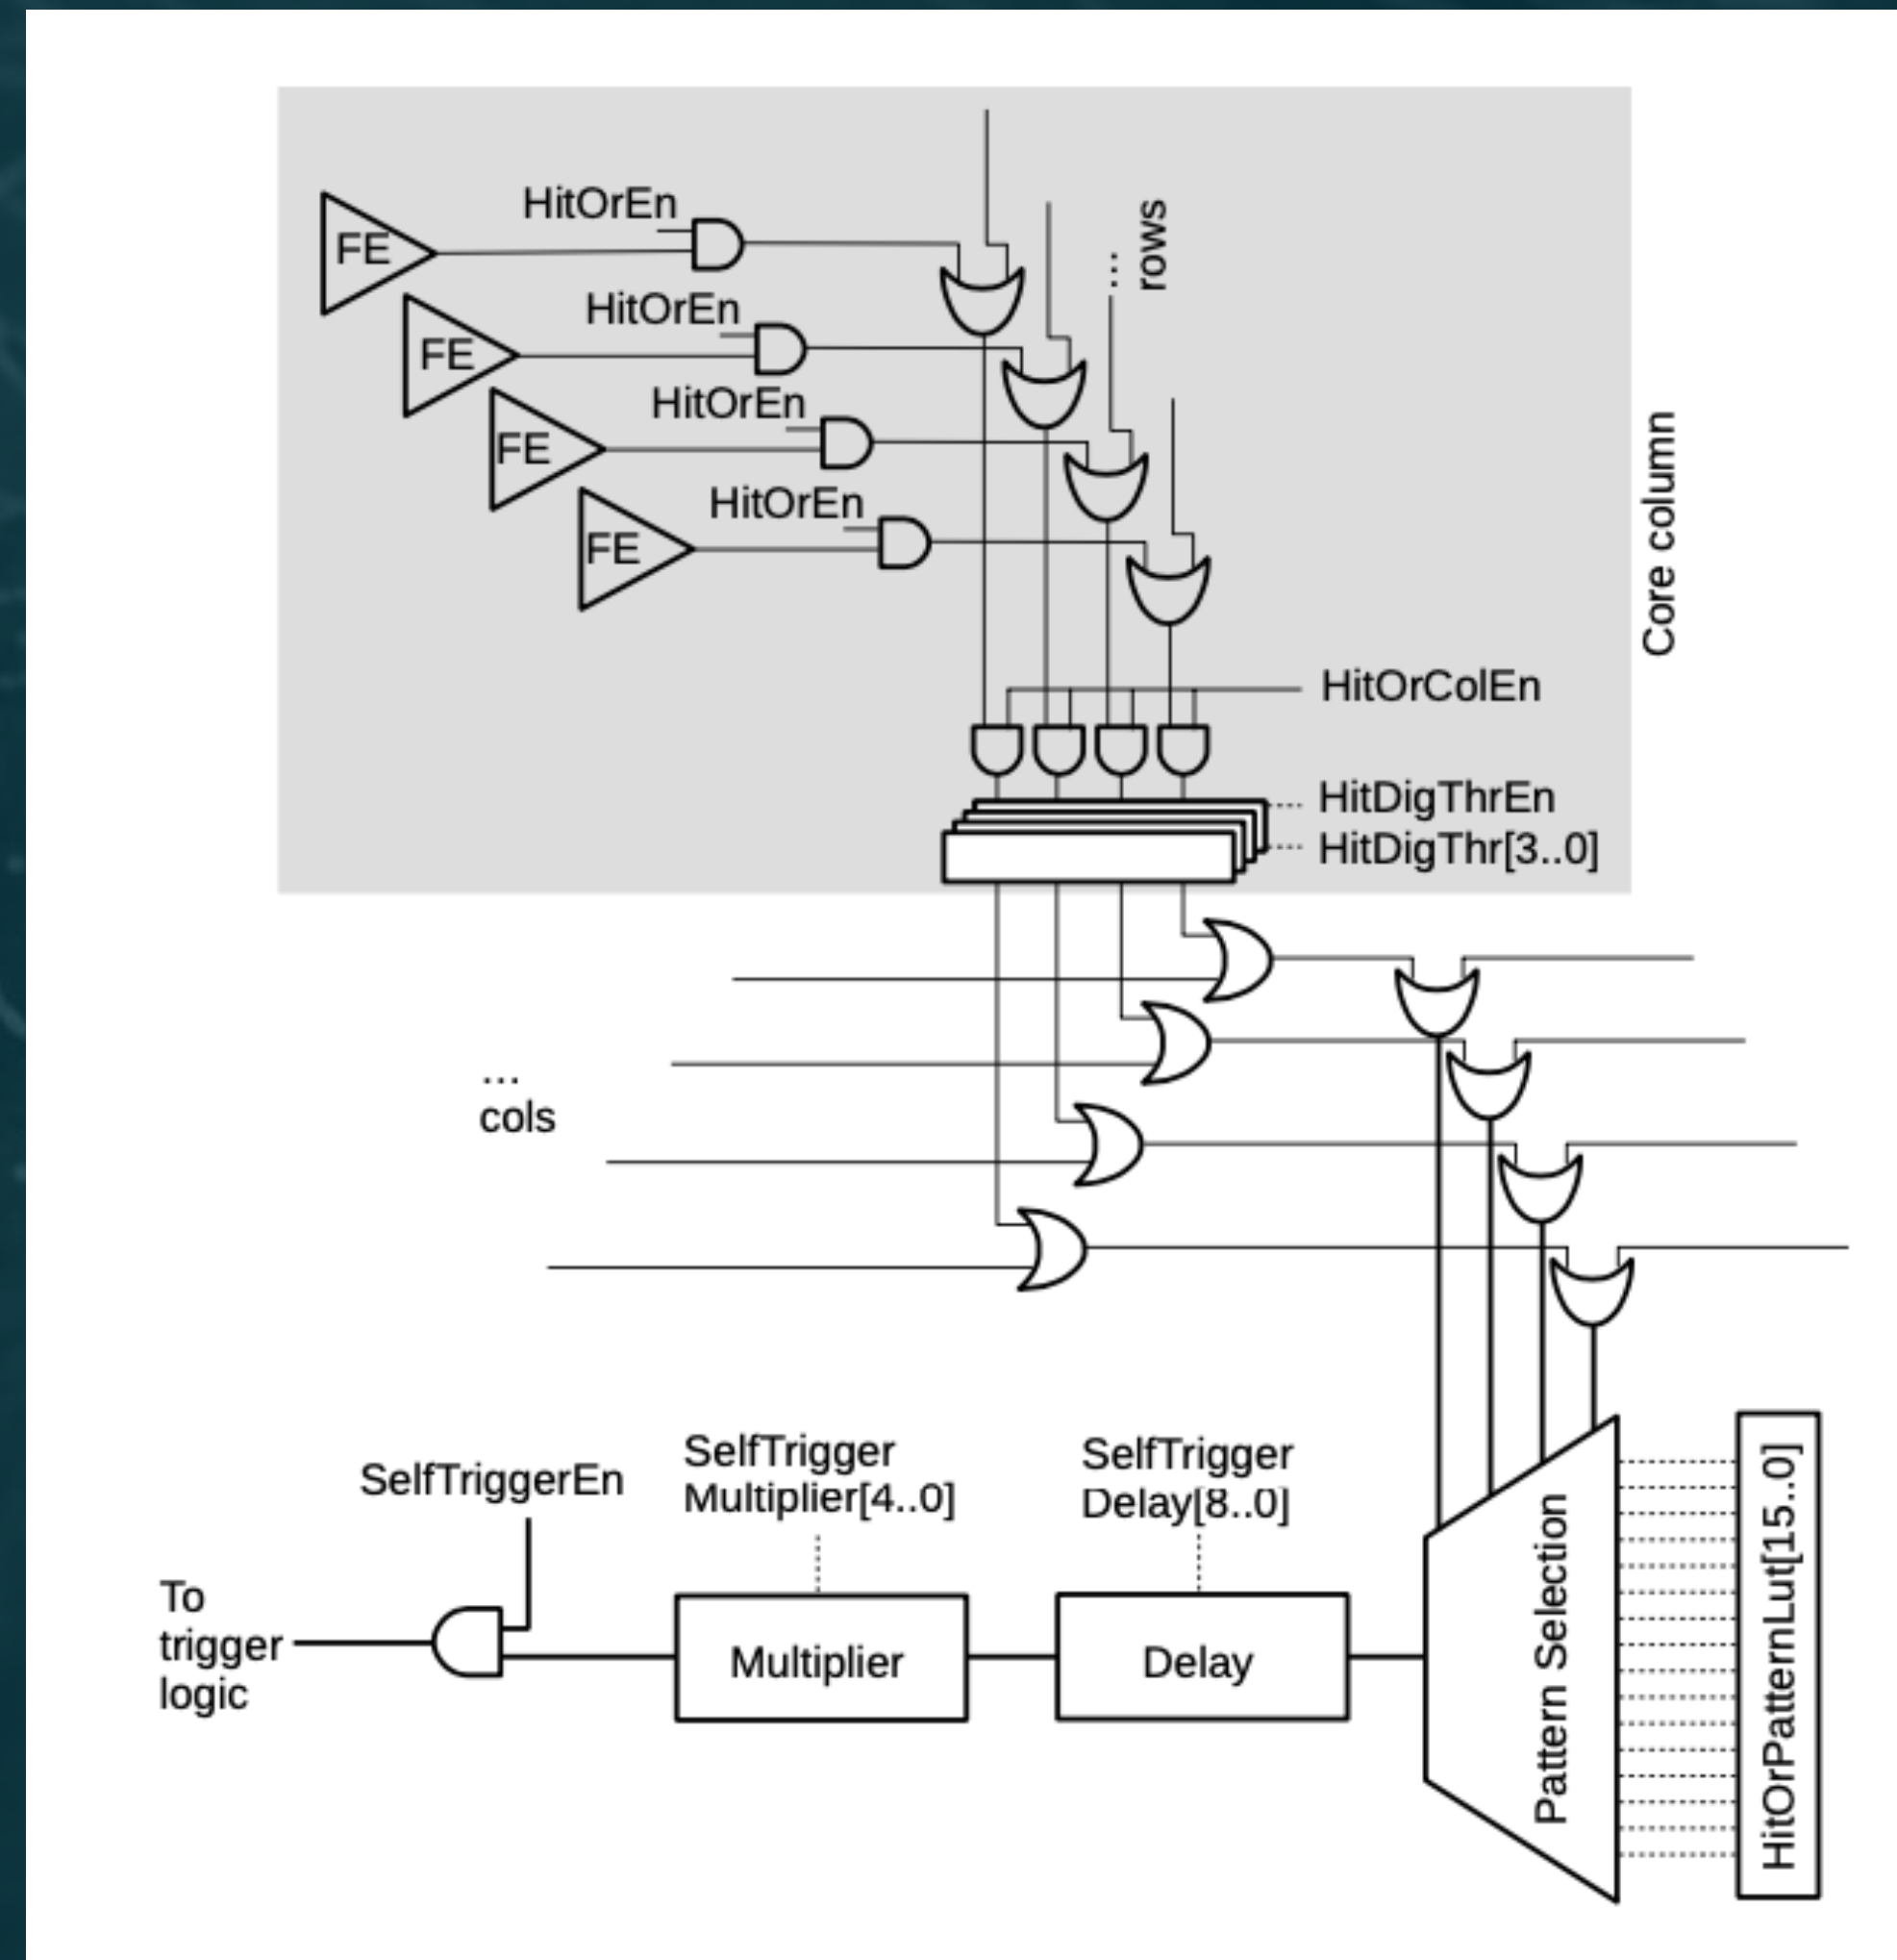 HitOrEn
FE
HitOrEn
FE
HitOrEn
FE
HitOrEn
FE
...
rows
Core column
HitOrColEn
HitDigThrEn
HitDigThr[3..0]
...
cols
SelfTriggerEn
SelfTrigger
Multiplier[4..0]
SelfTrigger
Delay[8..0]
To
trigger
logic
Multiplier
Delay
Pattern Selection
HitOrPatternLut[15..0]